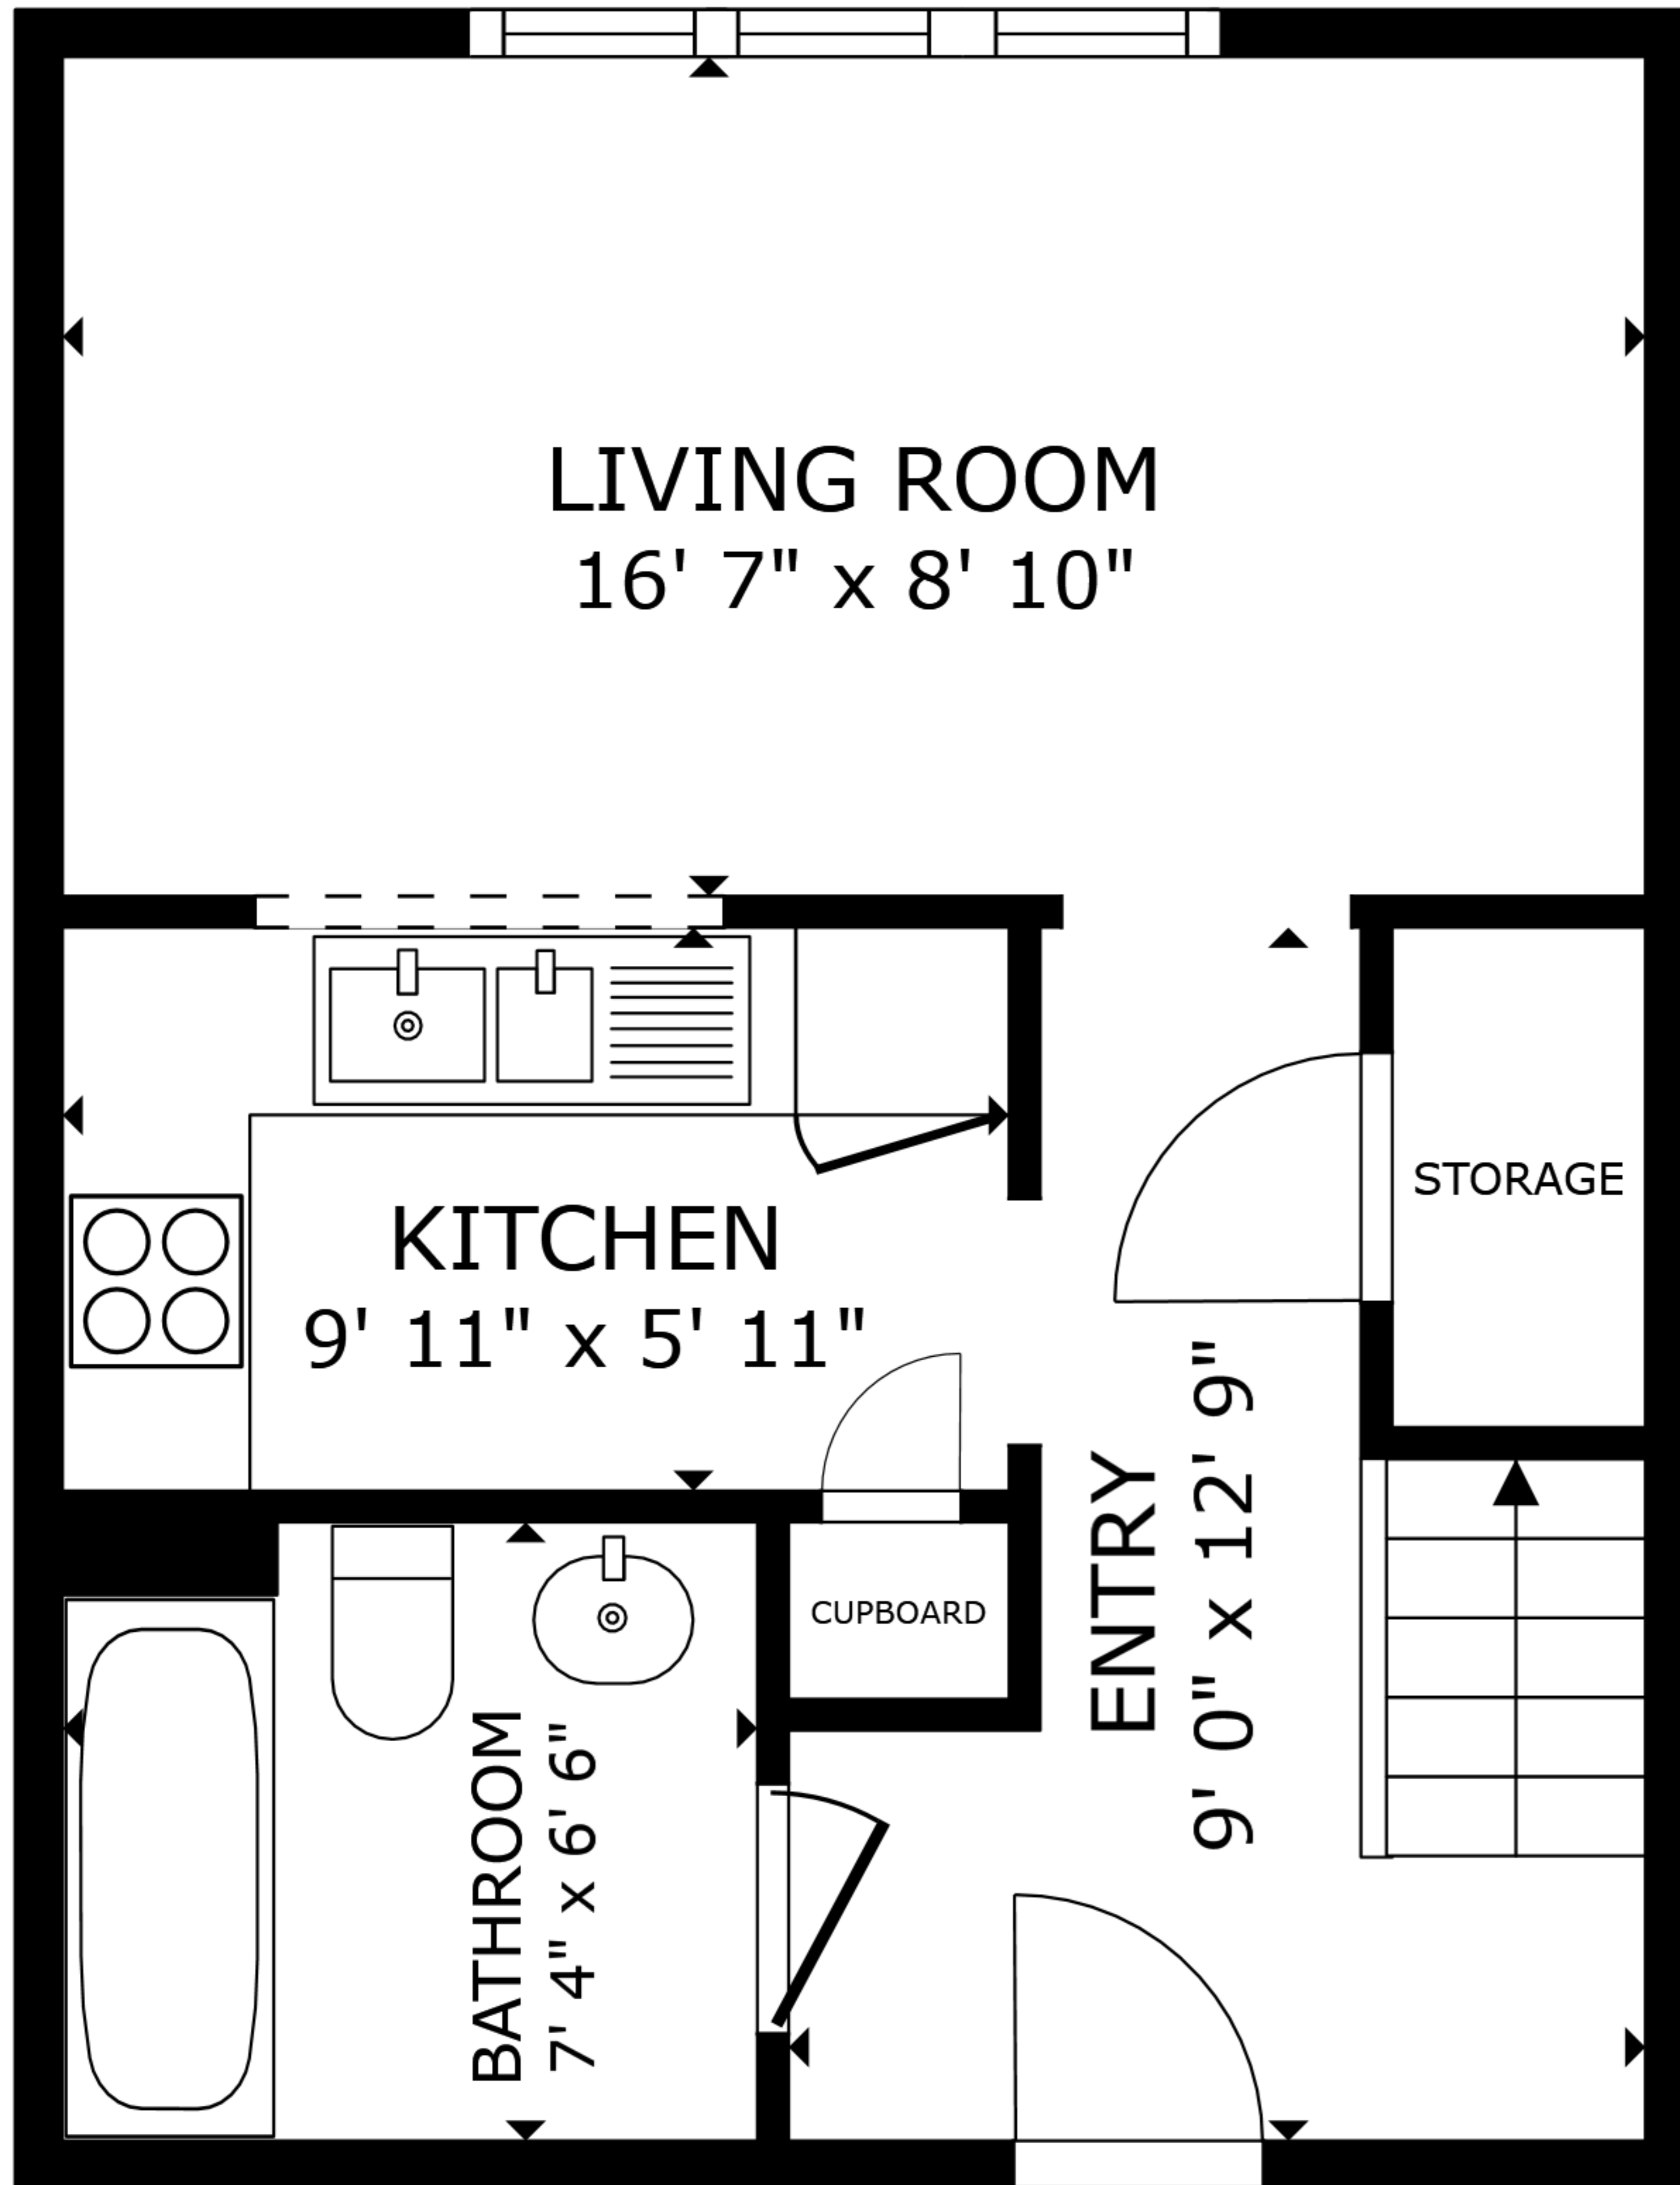 LIVING ROOM
16' 7" x 8' 10"
STORAGE
KITCHEN
9' 11" x 5' 11"
ENTRY
9' 0" x 12' 9"
CUPBOARD
BATHROOM
7' 4" x 6' 6"